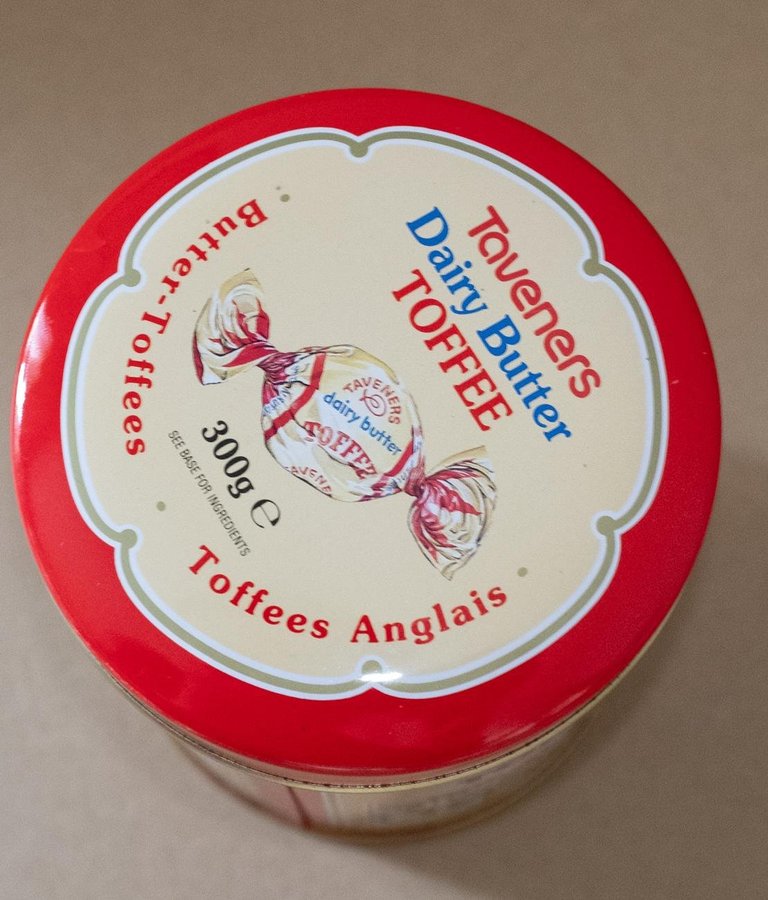 Taveners
Dairy Butter
TOFFEE
TAVENERS
dairy butter
TOFFEE
300g ℮
SEE BASE FOR INGREDIENTS
Butter-Toffees
Toffees Anglais